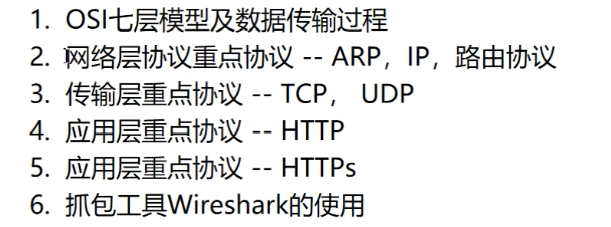 1. OSI七层模型及数据传输过程
2. 网络层协议重点协议 -- ARP，IP，路由协议
3. 传输层重点协议 -- TCP， UDP
4. 应用层重点协议 -- HTTP
5. 应用层重点协议 -- HTTPs
6. 抓包工具Wireshark的使用